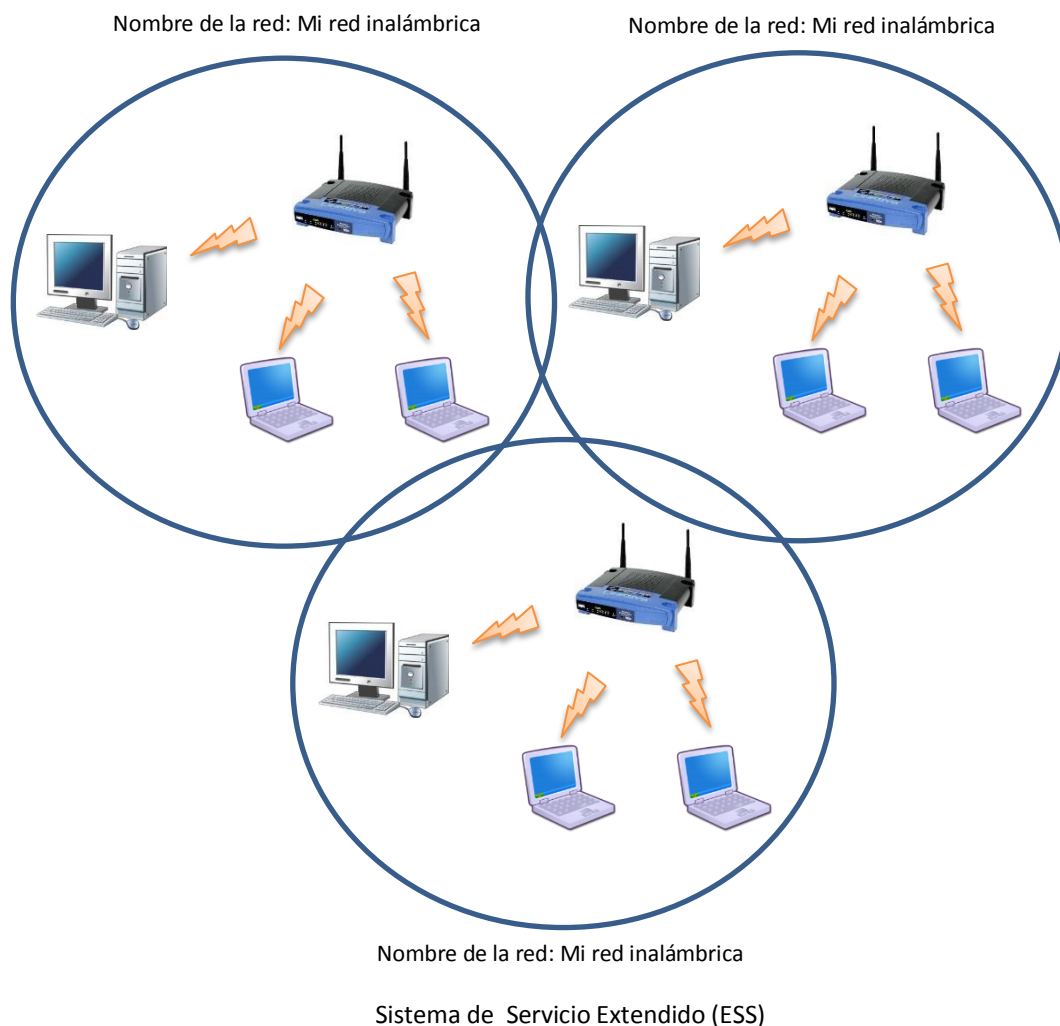 Nombre de la red: Mi red inalámbrica
Nombre de la red: Mi red inalámbrica
Nombre de la red: Mi red inalámbrica
Sistema de Servicio Extendido (ESS)